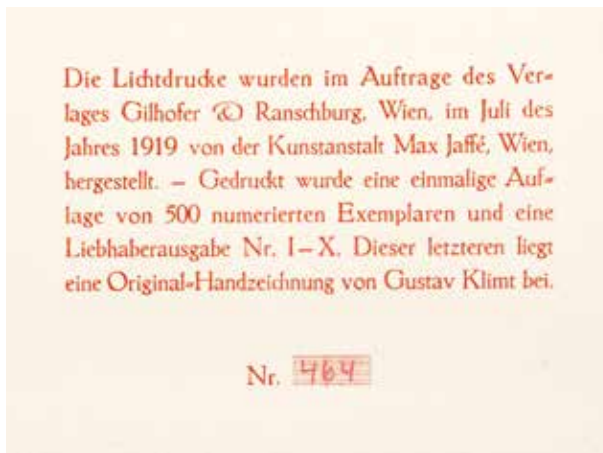 Die Lichtdrucke wurden im Auftrage des Ver-
lages Gilhofer & Ranschburg, Wien, im Juli des
Jahres 1919 von der Kunstanstalt Max Jaffé, Wien,
hergestellt. – Gedruckt wurde eine einmalige Auf-
lage von 500 numerierten Exemplaren und eine
Liebhaberausgabe Nr. I–X. Dieser letzteren liegt
eine Original-Handzeichnung von Gustav Klimt bei.
Nr. 464